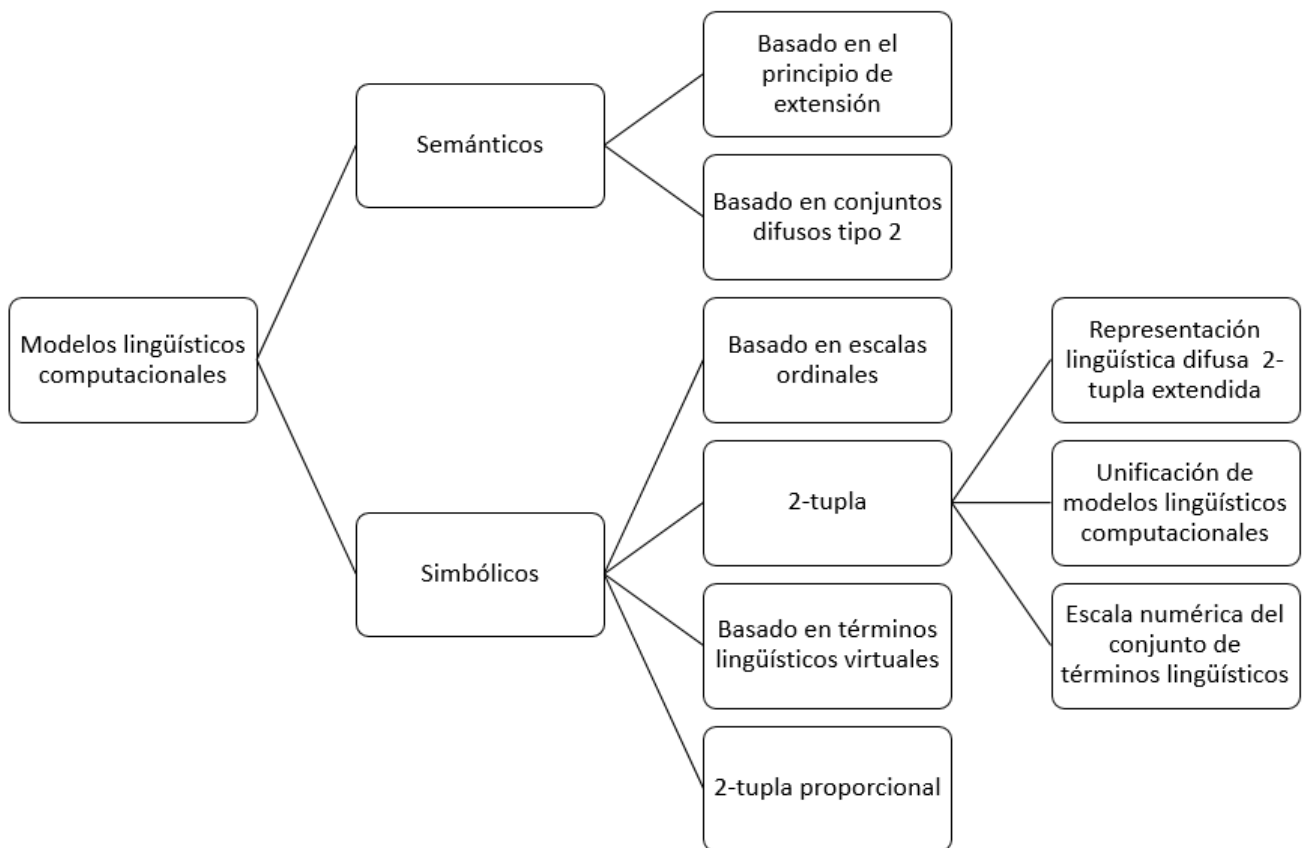 Modelos lingüísticos
computacionales
Semánticos
Basado en el
principio de
extensión
Basado en conjuntos
difusos tipo 2
Simbólicos
Basado en escalas
ordinales
2-tupla
Representación
lingüística difusa 2-
tupla extendida
Unificación de
modelos lingüísticos
computacionales
Escala numérica del
conjunto de
términos lingüísticos
Basado en términos
lingüísticos virtuales
2-tupla proporcional